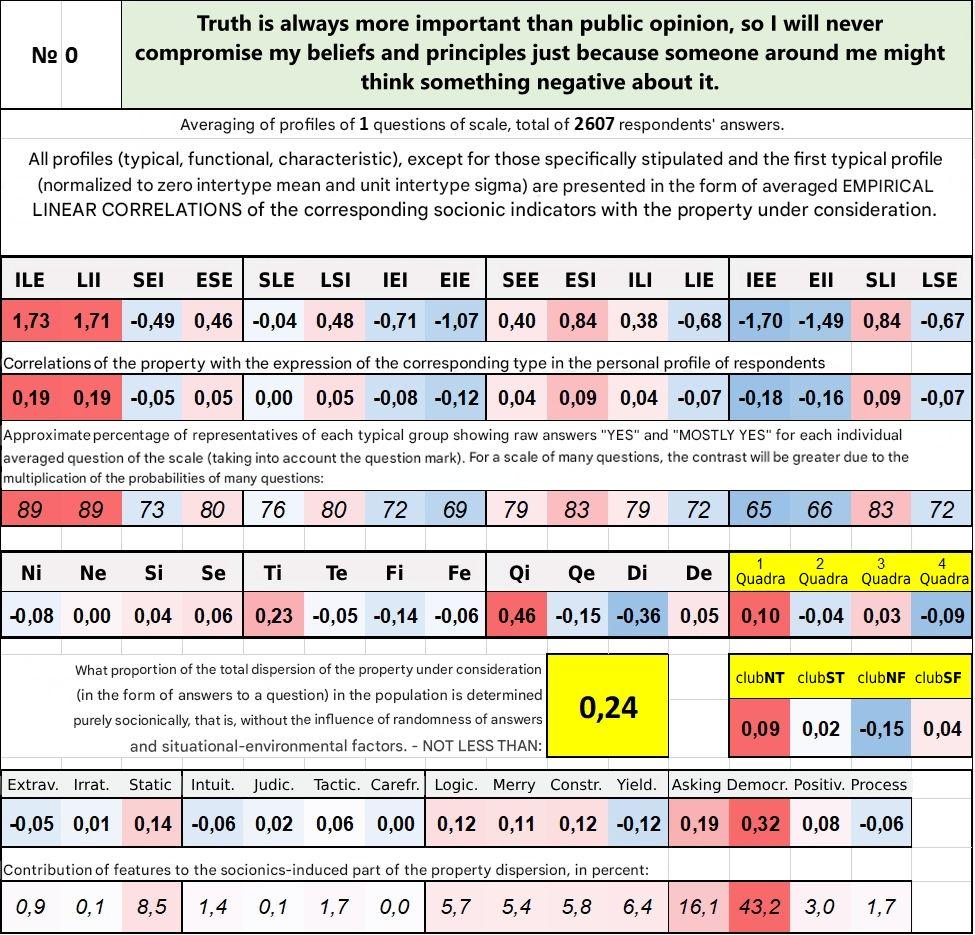 № 0
Truth is always more important than public opinion, so I will never
compromise my beliefs and principles just because someone around me might
think something negative about it.
Averaging of profiles of 1 questions of scale, total of 2607 respondents' answers.
All profiles (typical, functional, characteristic), except for those specifically stipulated and the first typical profile
(normalized to zero intertype mean and unit intertype sigma) are presented in the form of averaged EMPIRICAL
LINEAR CORRELATIONS of the corresponding socionic indicators with the property under consideration.
ILE LII SEI ESE SLE LSI IEI EIE SEE ESI ILI LIE IEE EII SLI LSE
1,73 1,71 -0,49 0,46 -0,04 0,48 -0,71 -1,07 0,40 0,84 0,38 -0,68 -1,70 -1,49 0,84 -0,67
Correlations of the property with the expression of the corresponding type in the personal profile of respondents
0,19 0,19 -0,05 0,05 0,00 0,05 -0,08 -0,12 0,04 0,09 0,04 -0,07 -0,18 -0,16 0,09 -0,07
Approximate percentage of representatives of each typical group showing raw answers "YES" and "MOSTLY YES" for each individual
averaged question of the scale (taking into account the question mark). For a scale of many questions, the contrast will be greater due to the
multiplication of the probabilities of many questions:
89 89 73 80 76 80 72 69 79 83 79 72 65 66 83 72
Ni Ne Si Se Ti Te Fi Fe Qi Qe Di De 1 Quadra 2 Quadra 3 Quadra 4 Quadra
-0,08 0,00 0,04 0,06 0,23 -0,05 -0,14 -0,06 0,46 -0,15 -0,36 0,05 0,10 -0,04 0,03 -0,09
What proportion of the total dispersion of the property under consideration
(in the form of answers to a question) in the population is determined
purely socionically, that is, without the influence of randomness of answers
and situational-environmental factors. - NOT LESS THAN:
0,24
clubNT clubST clubNF clubSF
0,09 0,02 -0,15 0,04
Extrav. Irrat. Static Intuit. Judic. Tactic. Carefr. Logic. Merry Constr. Yield. Asking Democr. Positiv. Process
-0,05 0,01 0,14 -0,06 0,02 0,06 0,00 0,12 0,11 0,12 -0,12 0,19 0,32 0,08 -0,06
Contribution of features to the socionics-induced part of the property dispersion, in percent:
0,9 0,1 8,5 1,4 0,1 1,7 0,0 5,7 5,4 5,8 6,4 16,1 43,2 3,0 1,7